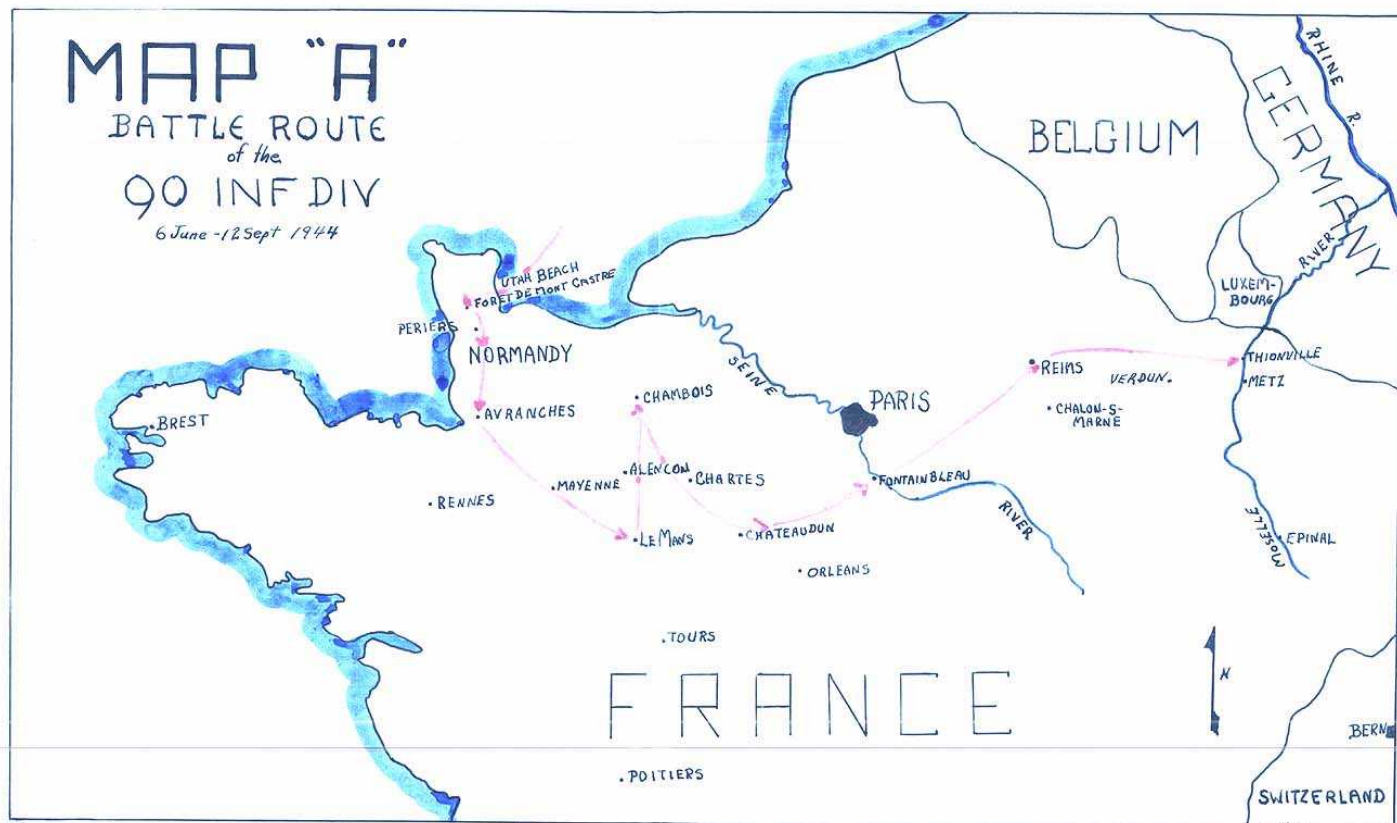 MAP "A"
BATTLE ROUTE
of the
90 INF DIV
6 June - 12 Sept 1944
RHINE R.
GERMANY
BELGIUM
RIVER
LUXEM-
BOURG
UTAH BEACH
FORET DE MONT CASTRE
PERIERS
NORMANDY
SEINE
THIONVILLE
REIMS
VERDUN.
METZ
CHAMBOIS
PARIS
CHALON-S-
MARNE
AVRANCHES
BREST
ALENCON
CHARTES
FONTAINBLEAU
MAYENNE
RENNES
RIVER
LE MANS
CHATEAUDUN
MOSELLE
EPINAL
ORLEANS
TOURS
N
FRANCE
BERN
POITIERS
SWITZERLAND